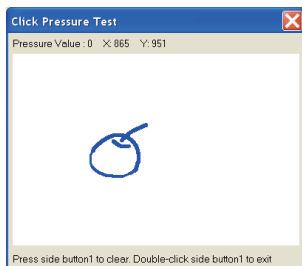 Click Pressure Test
Pressure Value : 0 X: 865 Y: 951
Press side button1 to clear. Double-click side button1 to exit